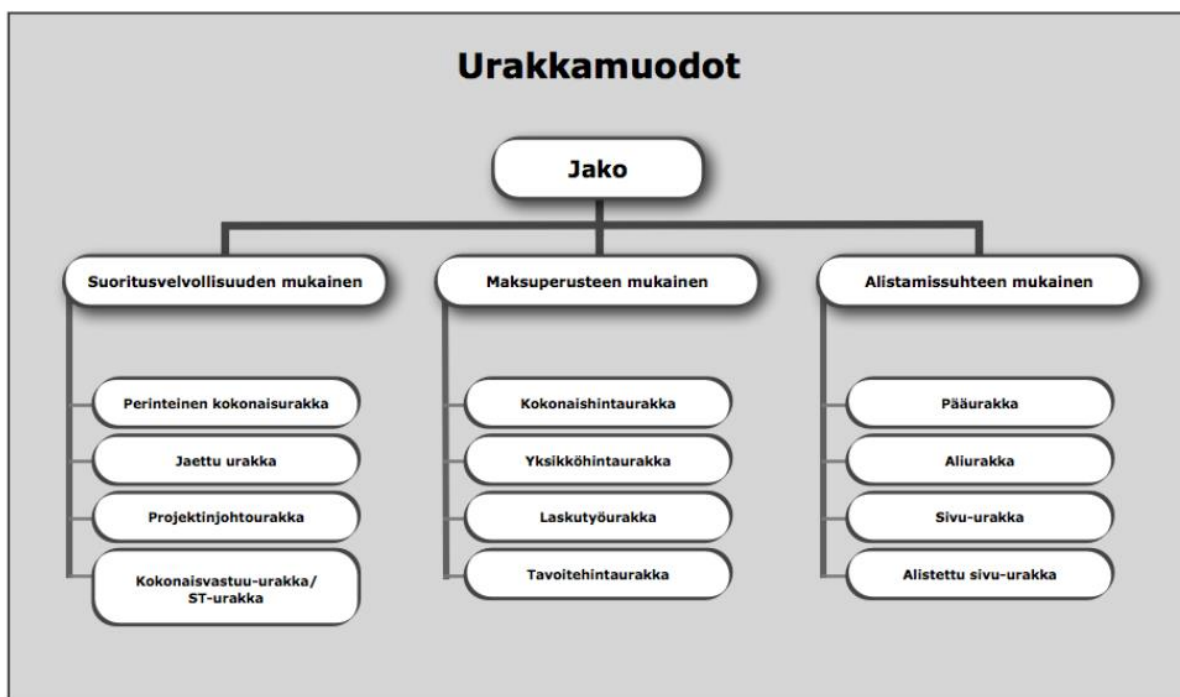 Urakkamuodot
Jako
Suoritusvelvollisuuden mukainen
Perinteinen kokonaisurakka
Jaettu urakka
Projektinjohtourakka
Kokonaisvastuu-urakka/
ST-urakka
Maksuperusteen mukainen
Kokonaishintaurakka
Yksikköhintaurakka
Laskutyöurakka
Tavoitehintaurakka
Alistamissuhteen mukainen
Pääurakka
Aliurakka
Sivu-urakka
Alistettu sivu-urakka